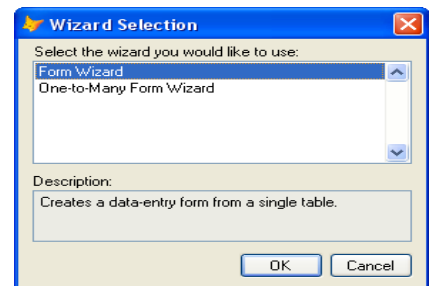 Wizard Selection
Select the wizard you would like to use:
Form Wizard
One-to-Many Form Wizard
Description:
Creates a data-entry form from a single table.
OK Cancel